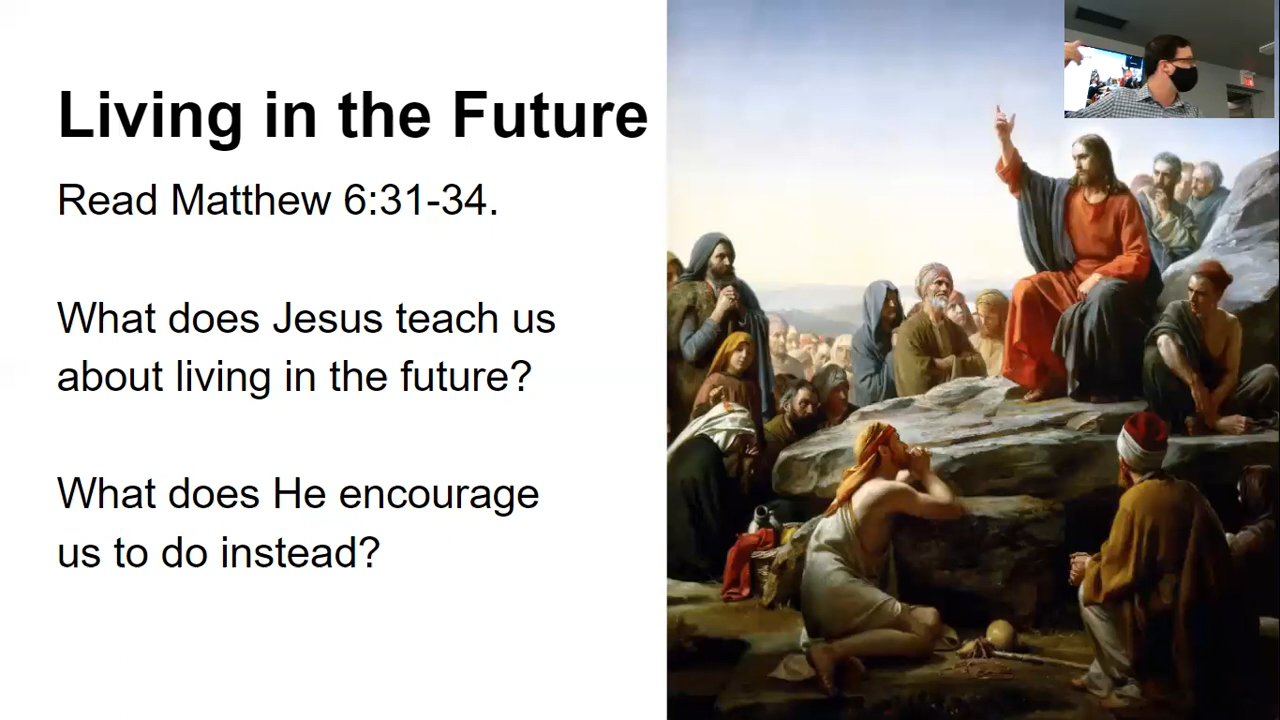 Living in the Future
Read Matthew 6:31-34.
What does Jesus teach us
about living in the future?
What does He encourage
us to do instead?